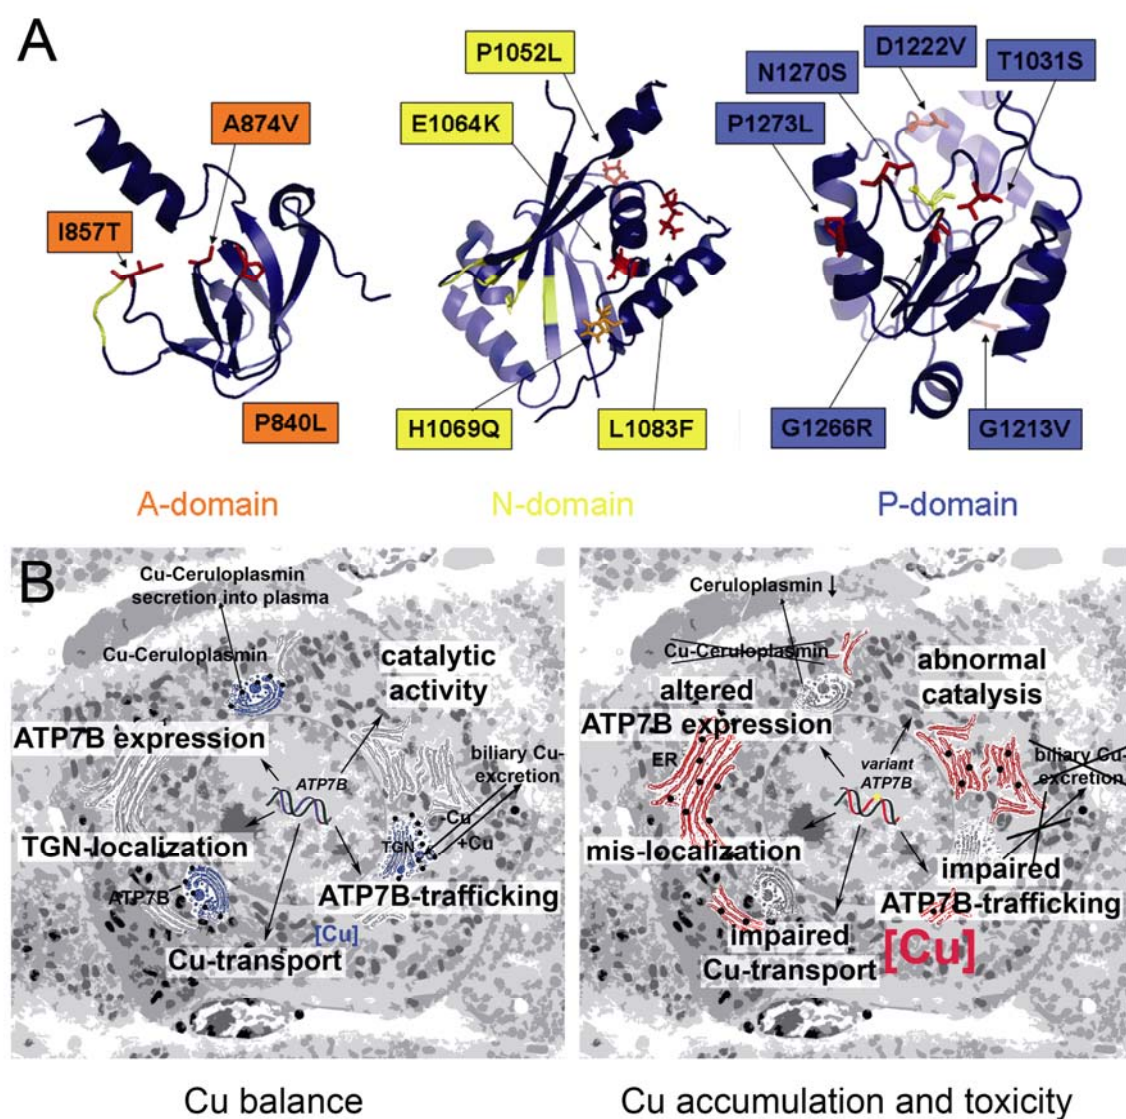 A
P1052L
D1222V
N1270S
T1031S
A874V
E1064K
P1273L
I857T
P840L
H1069Q
L1083F
G1266R
G1213V
A-domain
N-domain
P-domain
B
Cu-Ceruloplasmin
secretion into plasma
Cu-Ceruloplasmin
catalytic
activity
ATP7B expression
biliary Cu-
excretion
ATP7B
-Cu
+Cu
TGN
TGN-localization
ATP7B
ATP7B-trafficking
[Cu]
Cu-transport
Ceruloplasmin ↓
Cu-Ceruloplasmin
altered
ATP7B expression
abnormal
catalysis
ER
variant
ATP7B
biliary Cu-
excretion
mis-localization
impaired
ATP7B-trafficking
impaired
Cu-transport
[Cu]
Cu balance
Cu accumulation and toxicity